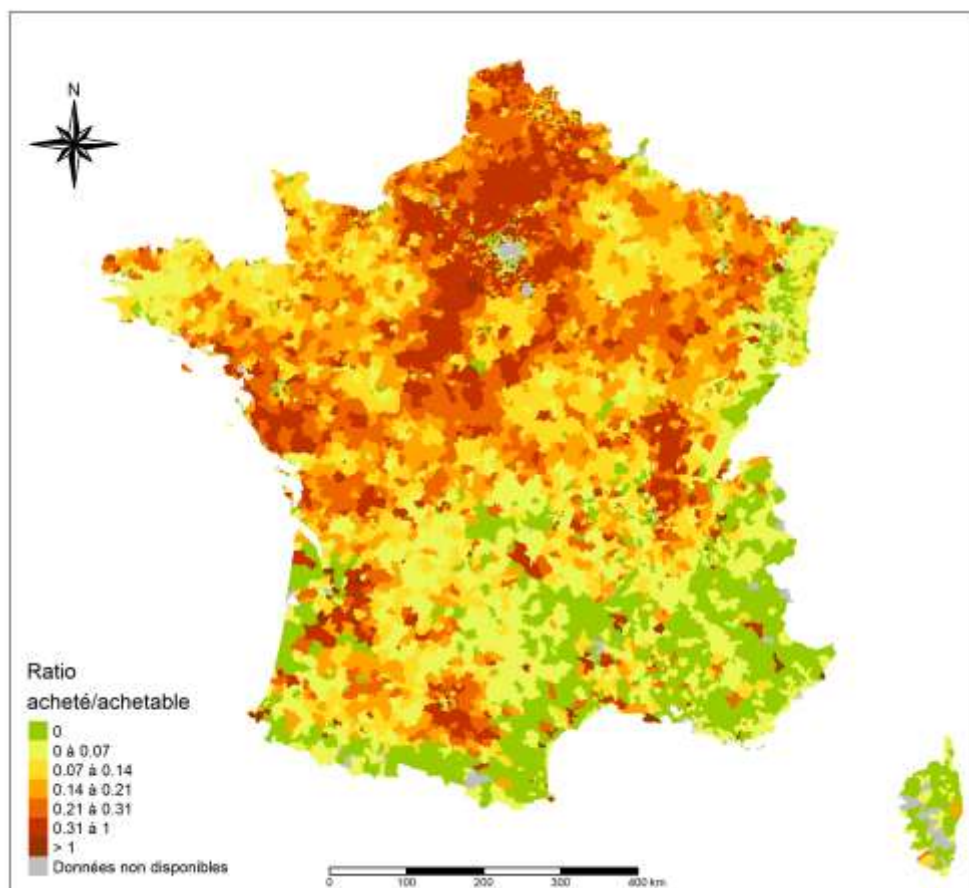 N
Ratio
acheté/achetable
0
0 à 0.07
0.07 à 0.14
0.14 à 0.21
0.21 à 0.31
0.31 à 1
> 1
Données non disponibles
0 100 200 300 400 km